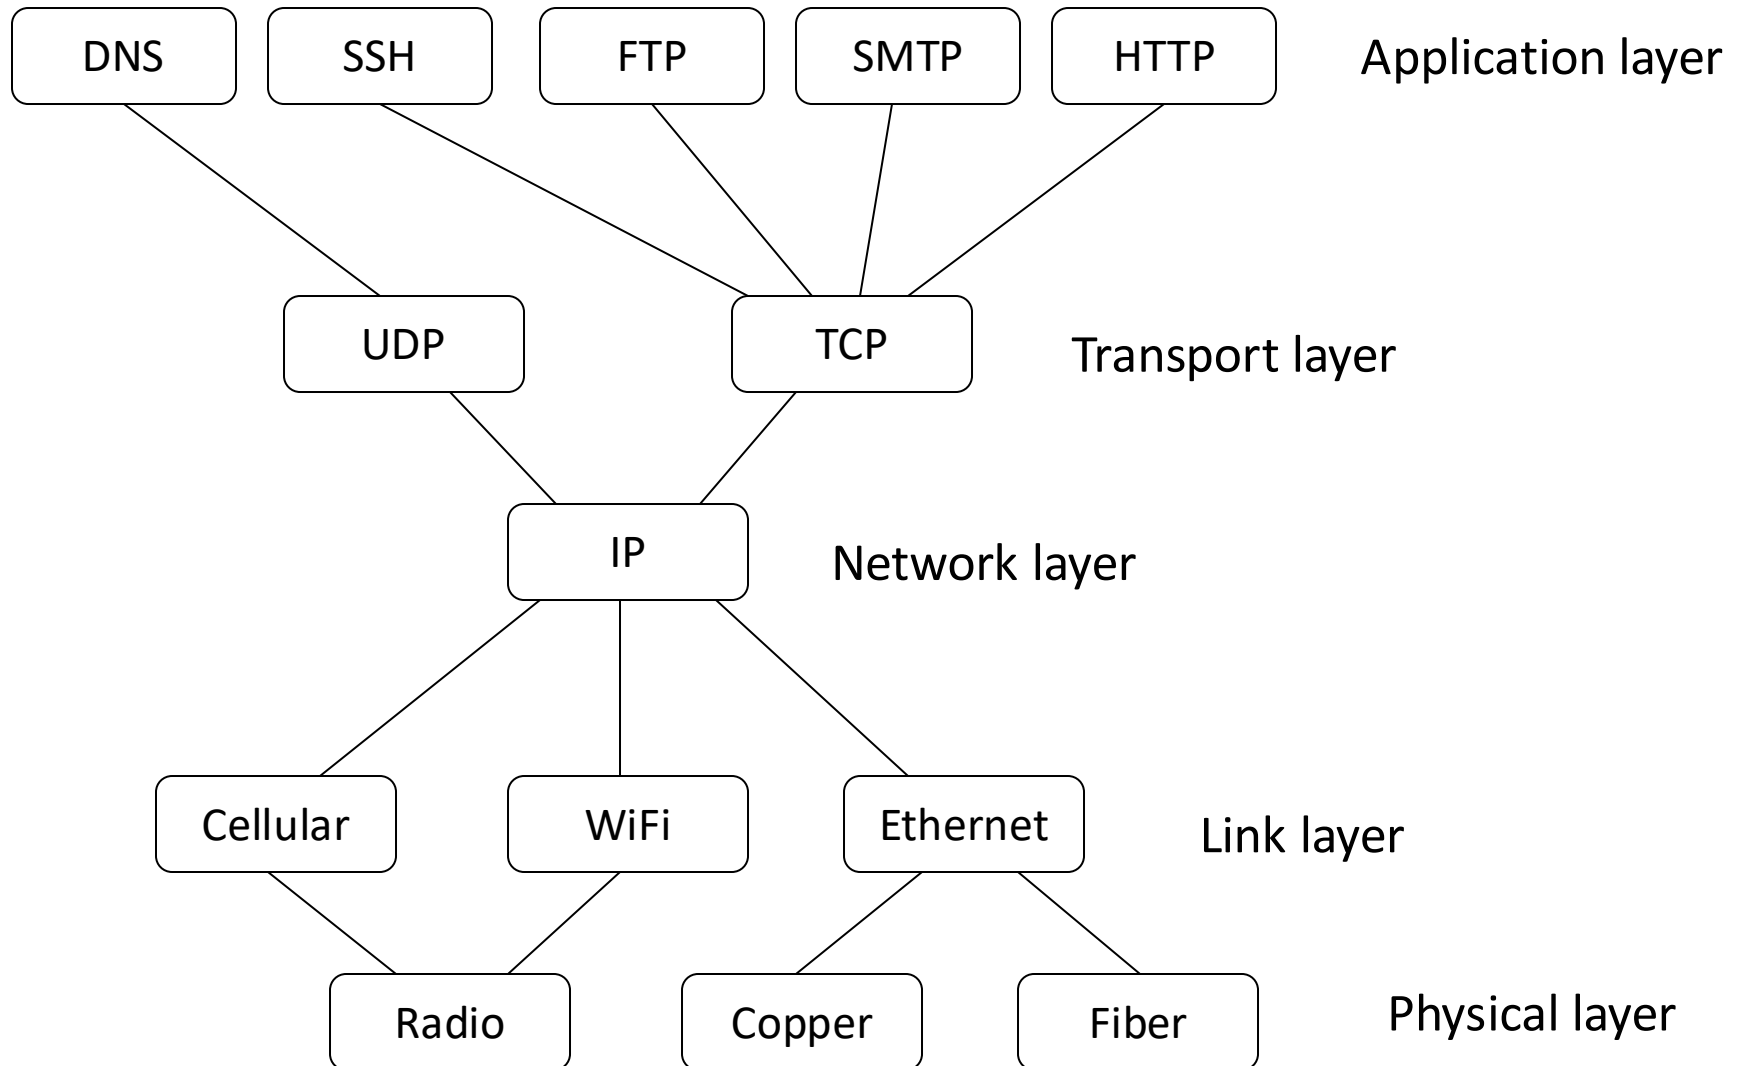 DNS SSH FTP SMTP HTTP Application layer
UDP TCP Transport layer
IP Network layer
Cellular WiFi Ethernet Link layer
Radio Copper Fiber Physical layer